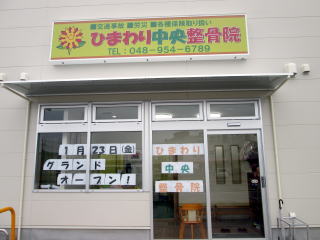 ■交通事故 ■労災 ■各種保険取り扱い
ひまわり中央整骨院
TEL:048-954-6789
1月23日(金)
グランド
オープン!
ひまわり
中央
整骨院